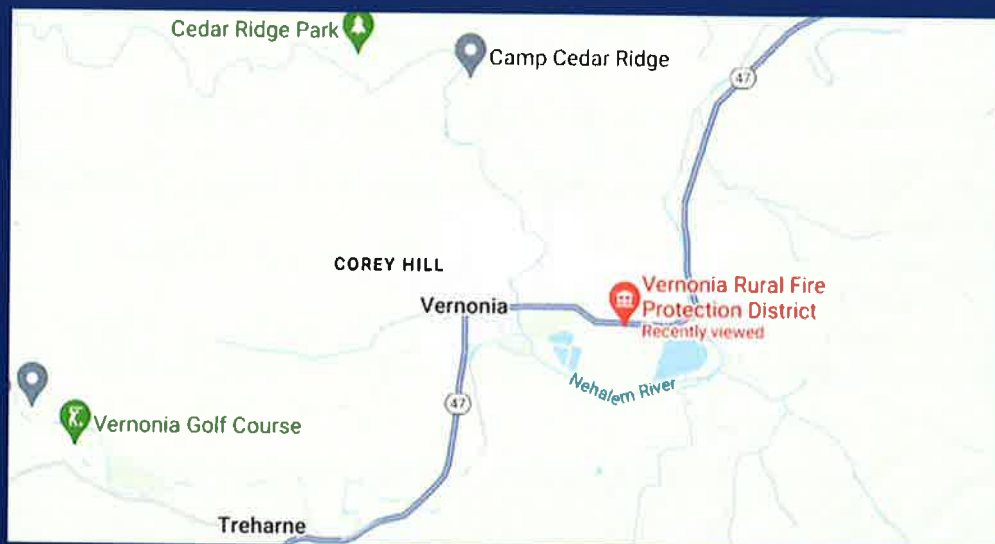 Cedar Ridge Park
Camp Cedar Ridge
47
COREY HILL
Vernonia Rural Fire
Protection District
Recently viewed
Vernonia
Nehalem River
47
Vernonia Golf Course
Treharne